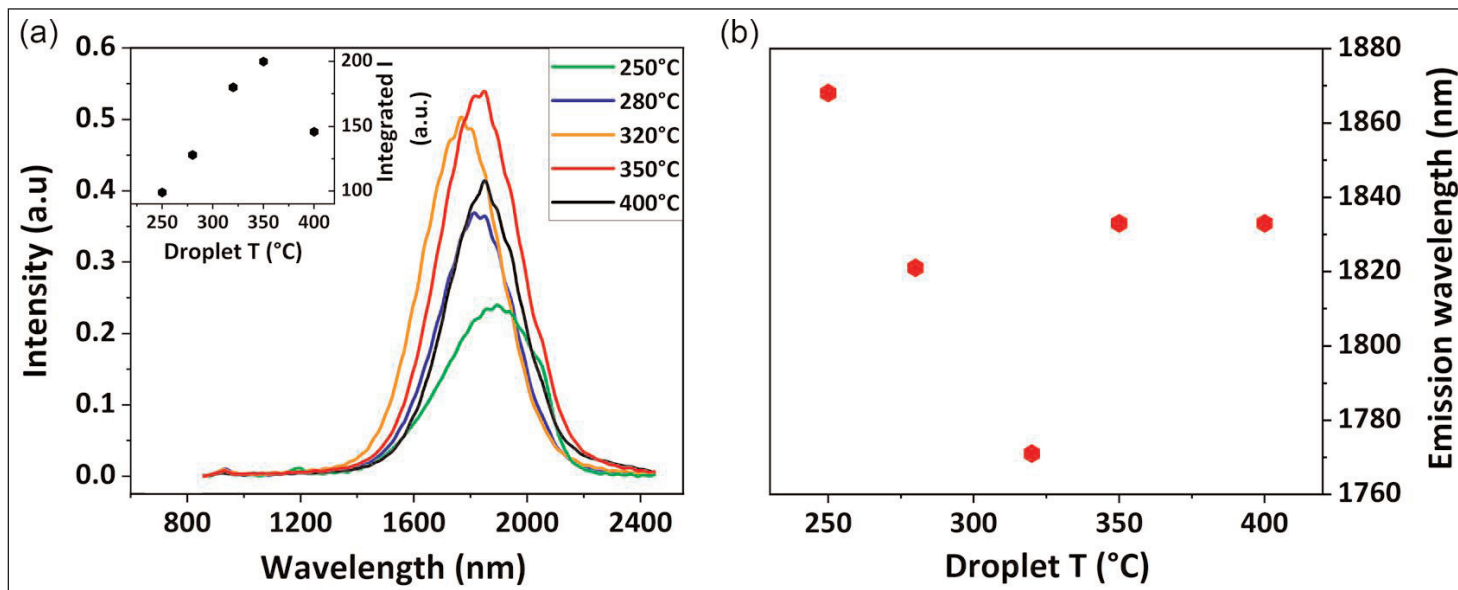 (a)
0.6
0.5
0.4
0.3
0.2
0.1
0.0
Intensity (a.u)
800 1200 1600 2000 2400
Wavelength (nm)
200
150
100
Integrated I
(a.u.)
250 300 350 400
Droplet T (°C)
250°C
280°C
320°C
350°C
400°C
(b)
1880
1860
1840
1820
1800
1780
1760
Emission wavelength (nm)
250 300 350 400
Droplet T (°C)